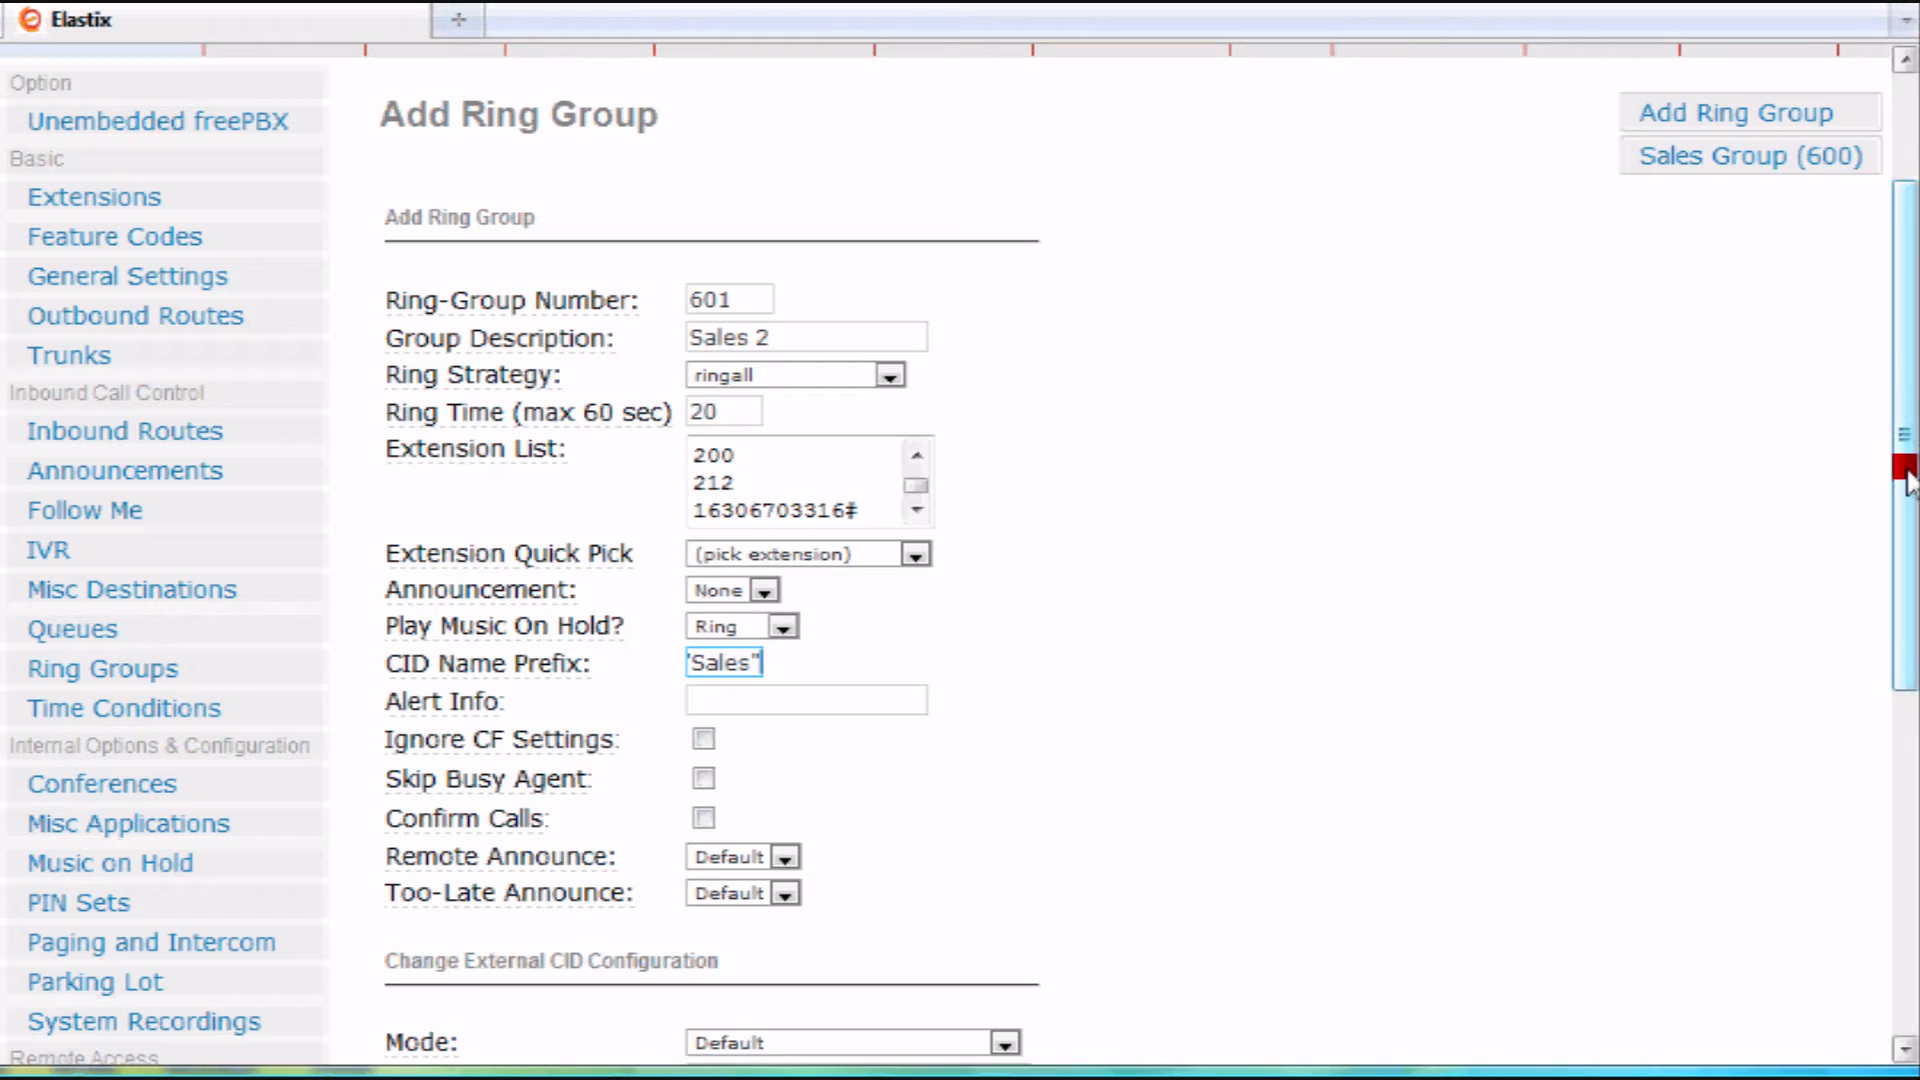 Elastix
Option
Unembedded freePBX
Basic
Extensions
Feature Codes
General Settings
Outbound Routes
Trunks
Inbound Call Control
Inbound Routes
Announcements
Follow Me
IVR
Misc Destinations
Queues
Ring Groups
Time Conditions
Internal Options & Configuration
Conferences
Misc Applications
Music on Hold
PIN Sets
Paging and Intercom
Parking Lot
System Recordings
Remote Access
Add Ring Group
Add Ring Group
Sales Group (600)
Add Ring Group
Ring-Group Number: 601
Group Description: Sales 2
Ring Strategy: ringall
Ring Time (max 60 sec) 20
Extension List: 200
212
16306703316#
Extension Quick Pick (pick extension)
Announcement: None
Play Music On Hold? Ring
CID Name Prefix: "Sales"
Alert Info:
Ignore CF Settings:
Skip Busy Agent:
Confirm Calls:
Remote Announce: Default
Too-Late Announce: Default
Change External CID Configuration
Mode: Default